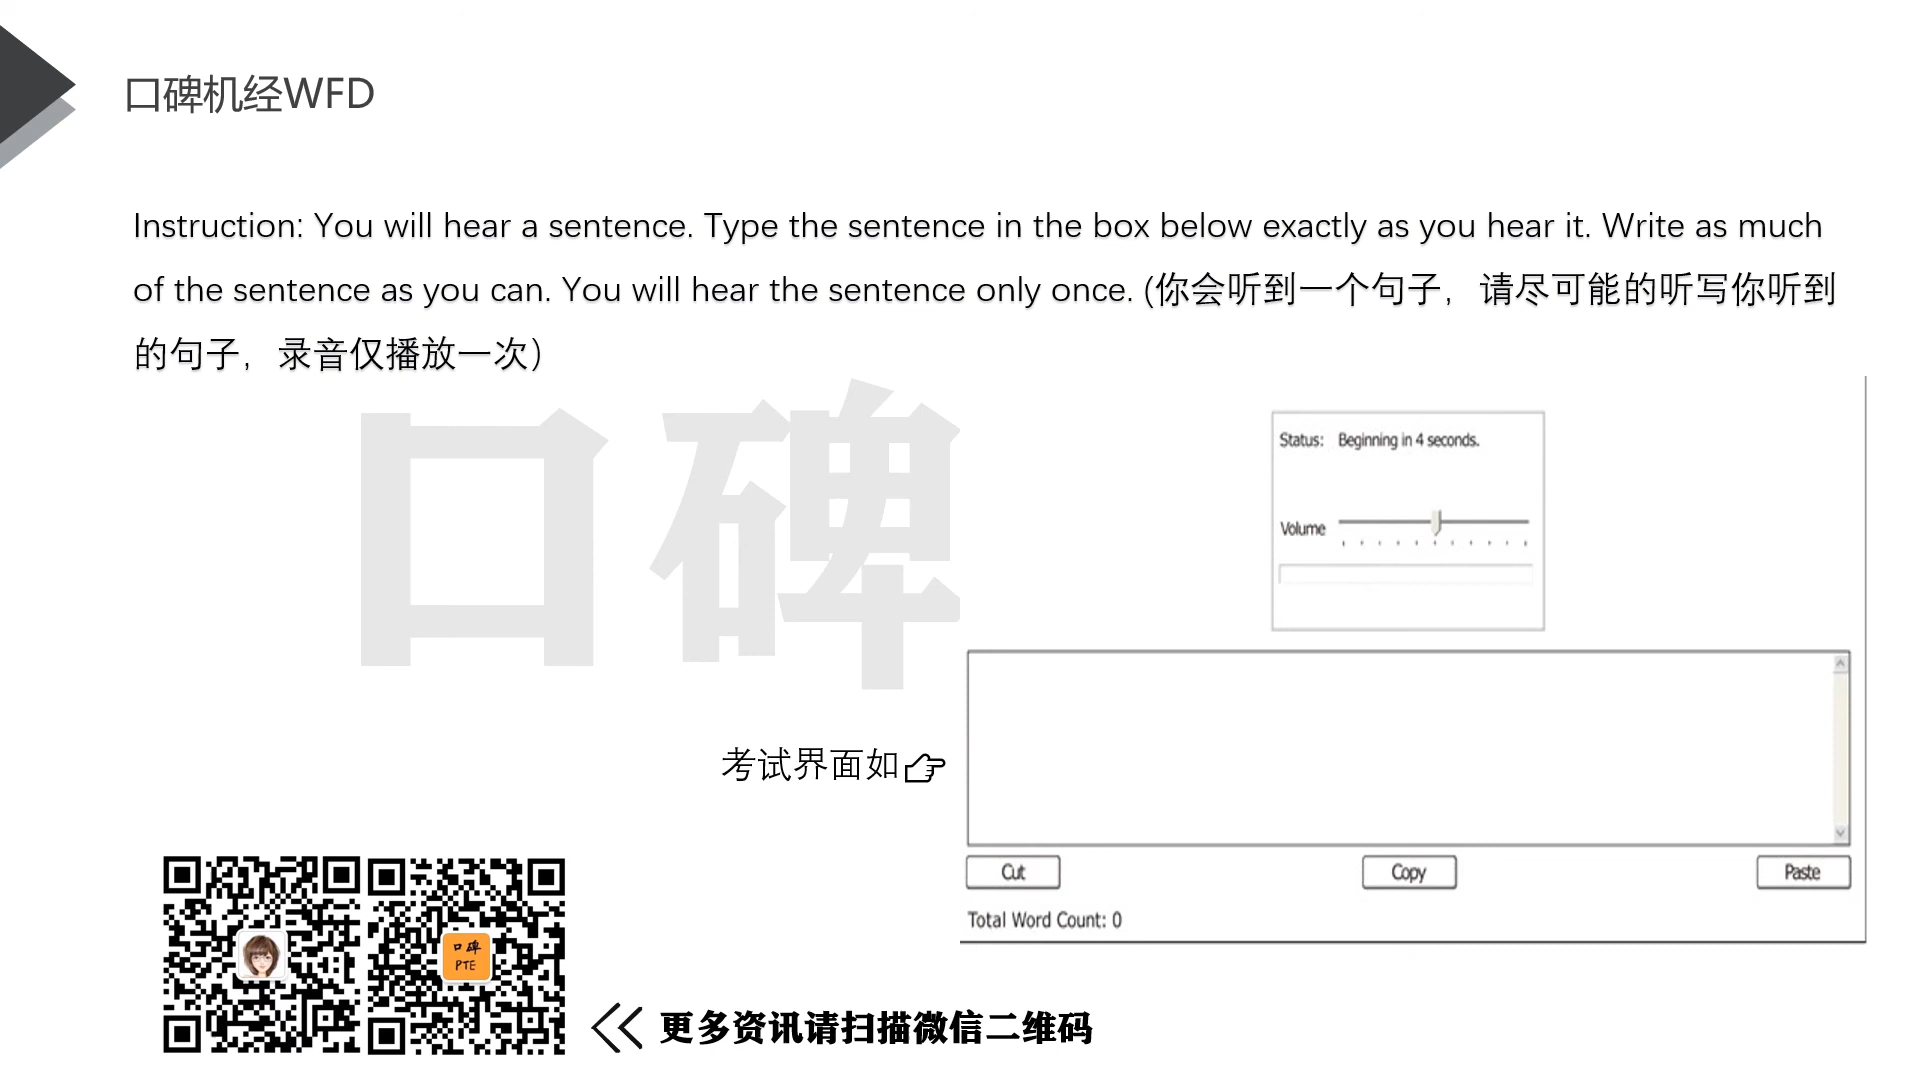 口碑机经WFD
Instruction: You will hear a sentence. Type the sentence in the box below exactly as you hear it. Write as much
of the sentence as you can. You will hear the sentence only once. (你会听到一个句子，请尽可能的听写你听到
的句子，录音仅播放一次）
口碑
Status: Beginning in 4 seconds.
Volume
考试界面如
Cut
Copy
Paste
Total Word Count: 0
口碑
PTE
更多资讯请扫描微信二维码